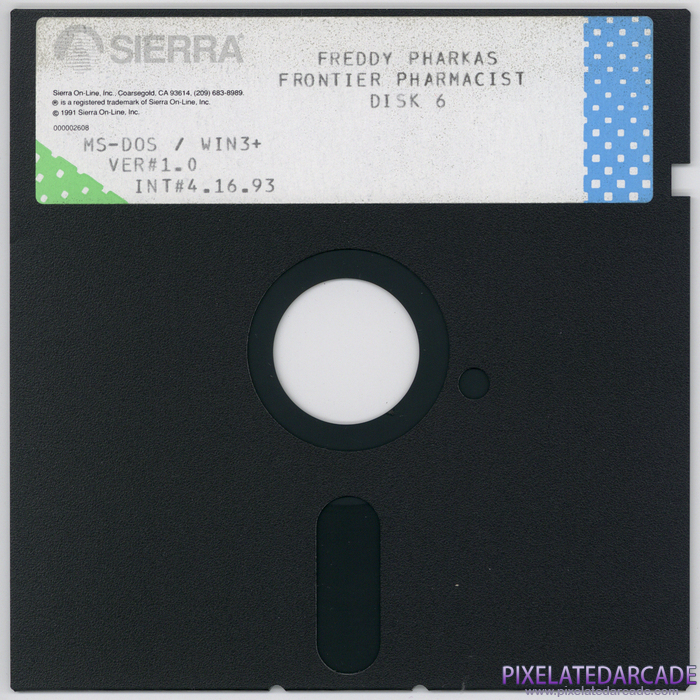 SIERRA®
FREDDY PHARKAS
FRONTIER PHARMACIST
DISK 6
Sierra On-Line, Inc., Coarsegold, CA 93614, (209) 683-8989.
® is a registered trademark of Sierra On-Line, Inc.
© 1991 Sierra On-Line, Inc.
000002608
MS-DOS / WIN3+
VER#1.0
INT#4.16.93
PIXELATEDARCADE
www.pixelatedarcade.com